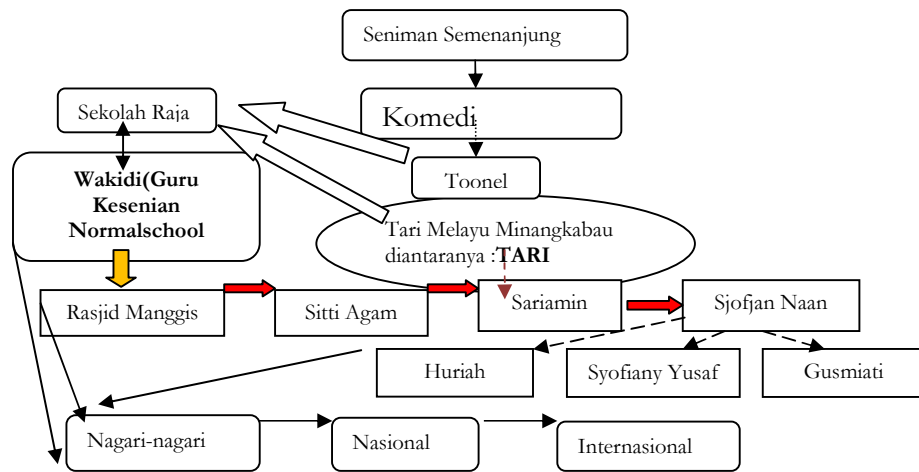 Seniman Semenanjung
Komedi
Sekolah Raja
Toonel
Wakidi(Guru
Kesenian
Normalschool
Tari Melayu Minangkabau
diantaranya :TARI
Rasjid Manggis
Sitti Agam
Sariamin
Sjofjan Naan
Huriah
Syofiany Yusaf
Gusmiati
Nagari-nagari
Nasional
Internasional